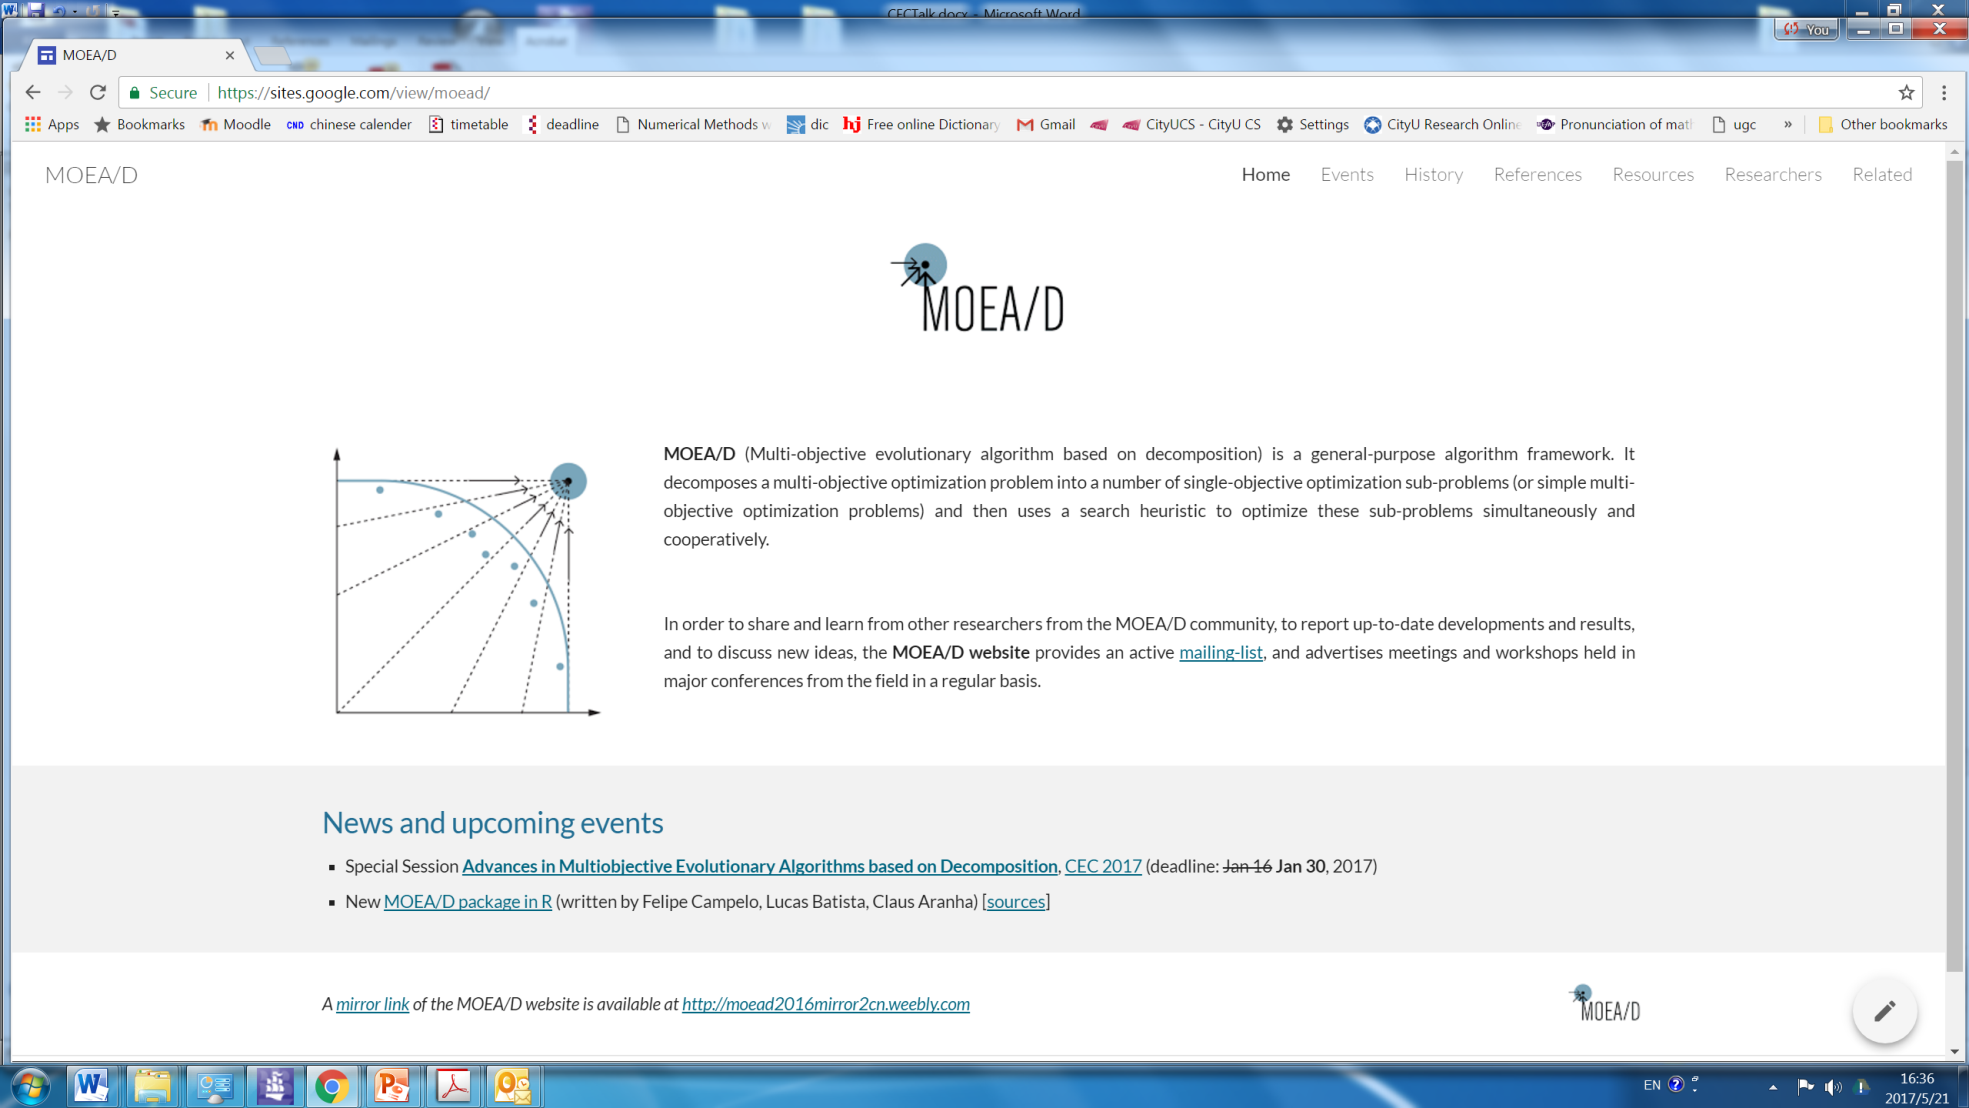 CECTalk.docx - Microsoft Word
You
MOEA/D
Secure https://sites.google.com/view/moead/
Apps Bookmarks Moodle CND chinese calender timetable deadline Numerical Methods w dic hj Free online Dictionary Gmail CityUCS - CityU CS Settings CityU Research Online Pronunciation of mat ugc » Other bookmarks
MOEA/D Home Events History References Resources Researchers Related
MOEA/D
MOEA/D (Multi-objective evolutionary algorithm based on decomposition) is a general-purpose algorithm framework. It
decomposes a multi-objective optimization problem into a number of single-objective optimization sub-problems (or simple multi-
objective optimization problems) and then uses a search heuristic to optimize these sub-problems simultaneously and
cooperatively.
In order to share and learn from other researchers from the MOEA/D community, to report up-to-date developments and results,
and to discuss new ideas, the MOEA/D website provides an active mailing-list, and advertises meetings and workshops held in
major conferences from the field in a regular basis.
News and upcoming events
▪ Special Session Advances in Multiobjective Evolutionary Algorithms based on Decomposition, CEC 2017 (deadline: Jan 16 Jan 30, 2017)
▪ New MOEA/D package in R (written by Felipe Campelo, Lucas Batista, Claus Aranha) [sources]
A mirror link of the MOEA/D website is available at http://moead2016mirror2cn.weebly.com
MOEA/D
EN
16:36
2017/5/21